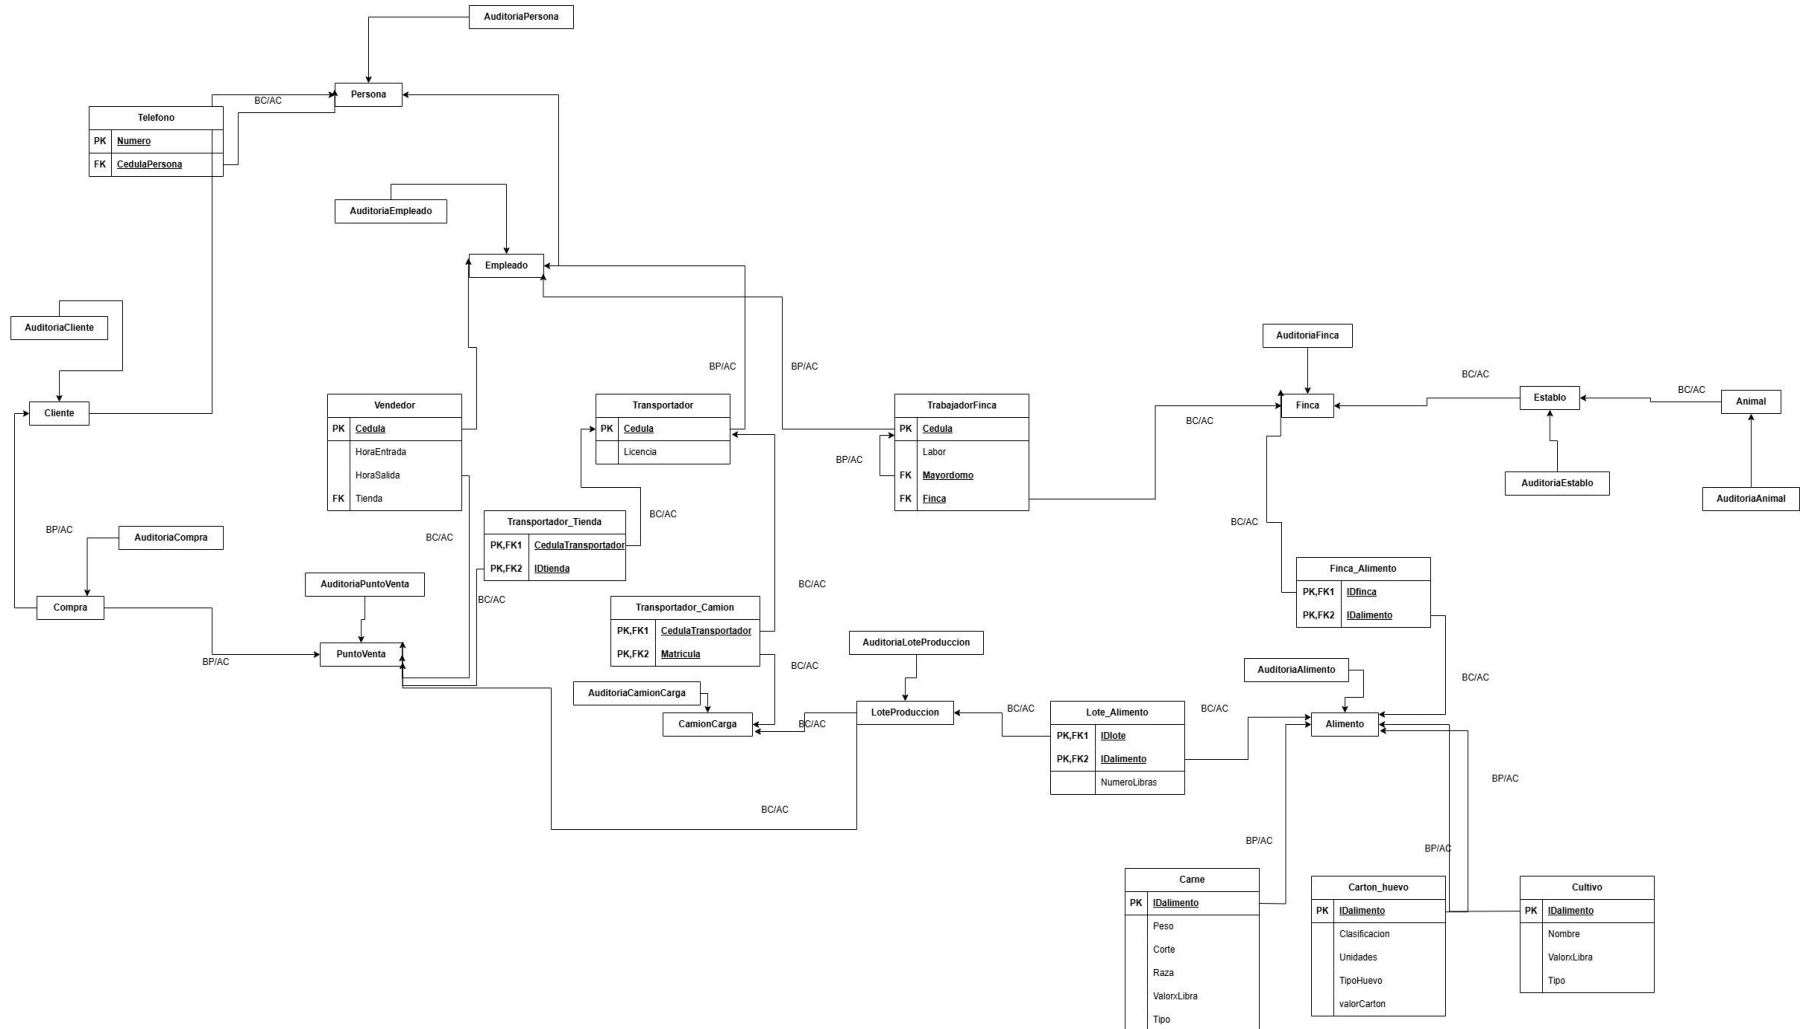 AuditoriaPersona
Persona
BC/AC
Telefono
PK Numero
FK CedulaPersona
AuditoriaEmpleado
Empleado
AuditoriaCliente
Cliente
BP/AC
AuditoriaCompra
Compra
BP/AC
AuditoriaPuntoVenta
PuntoVenta
Vendedor
PK Cedula
HoraEntrada
HoraSalida
FK Tienda
BC/AC
Transportador
PK Cedula
Licencia
BP/AC
BP/AC
Transportador_Tienda
PK,FK1 CedulaTransportador
PK,FK2 IDtienda
BC/AC
BC/AC
Transportador_Camion
PK,FK1 CedulaTransportador
PK,FK2 Matricula
BC/AC
BC/AC
AuditoriaCamionCarga
CamionCarga
BC/AC
TrabajadorFinca
PK Cedula
Labor
FK Mayordomo
FK Finca
BP/AC
BC/AC
AuditoriaFinca
Finca
BC/AC
Establo
BC/AC
Animal
AuditoriaEstablo
AuditoriaAnimal
BC/AC
Finca_Alimento
PK,FK1 IDfinca
PK,FK2 IDalimento
BC/AC
AuditoriaLoteProduccion
LoteProduccion
BC/AC
BC/AC
Lote_Alimento
PK,FK1 IDlote
PK,FK2 IDalimento
NumeroLibras
BC/AC
AuditoriaAlimento
Alimento
BP/AC
BP/AC
BP/AC
Carne
PK IDalimento
Peso
Corte
Raza
ValorxLibra
Tipo
Carton_huevo
PK IDalimento
Clasificacion
Unidades
TipoHuevo
valorCarton
Cultivo
PK IDalimento
Nombre
ValorxLibra
Tipo